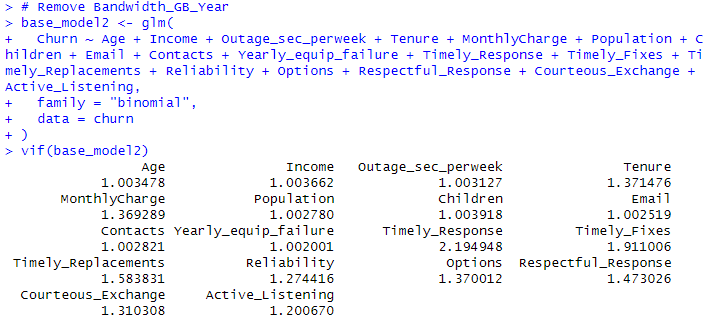 > # Remove Bandwidth_GB_Year
> base_model2 <- glm(
+   Churn ~ Age + Income + Outage_sec_perweek + Tenure + MonthlyCharge + Population + C
hildren + Email + Contacts + Yearly_equip_failure + Timely_Response + Timely_Fixes + Ti
mely_Replacements + Reliability + Options + Respectful_Response + Courteous_Exchange +
Active_Listening,
+   family = "binomial",
+   data = churn
+ )
> vif(base_model2)
Age Income Outage_sec_perweek Tenure
1.003478 1.003662 1.003127 1.371476
MonthlyCharge Population Children Email
1.369289 1.002780 1.003918 1.002519
Contacts Yearly_equip_failure Timely_Response Timely_Fixes
1.002821 1.002001 2.194948 1.911006
Timely_Replacements Reliability Options Respectful_Response
1.583831 1.274416 1.370012 1.473026
Courteous_Exchange Active_Listening
1.310308 1.200670